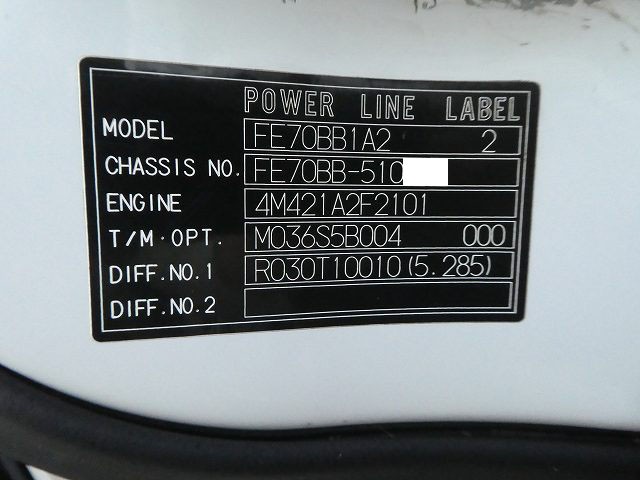 POWER LINE LABEL
MODEL FE70BB1A2 2
CHASSIS NO. FE70BB-510
ENGINE 4M421A2F2101
T/M·OPT. M036S5B004 000
DIFF.NO.1 R030T10010(5.285)
DIFF.NO.2